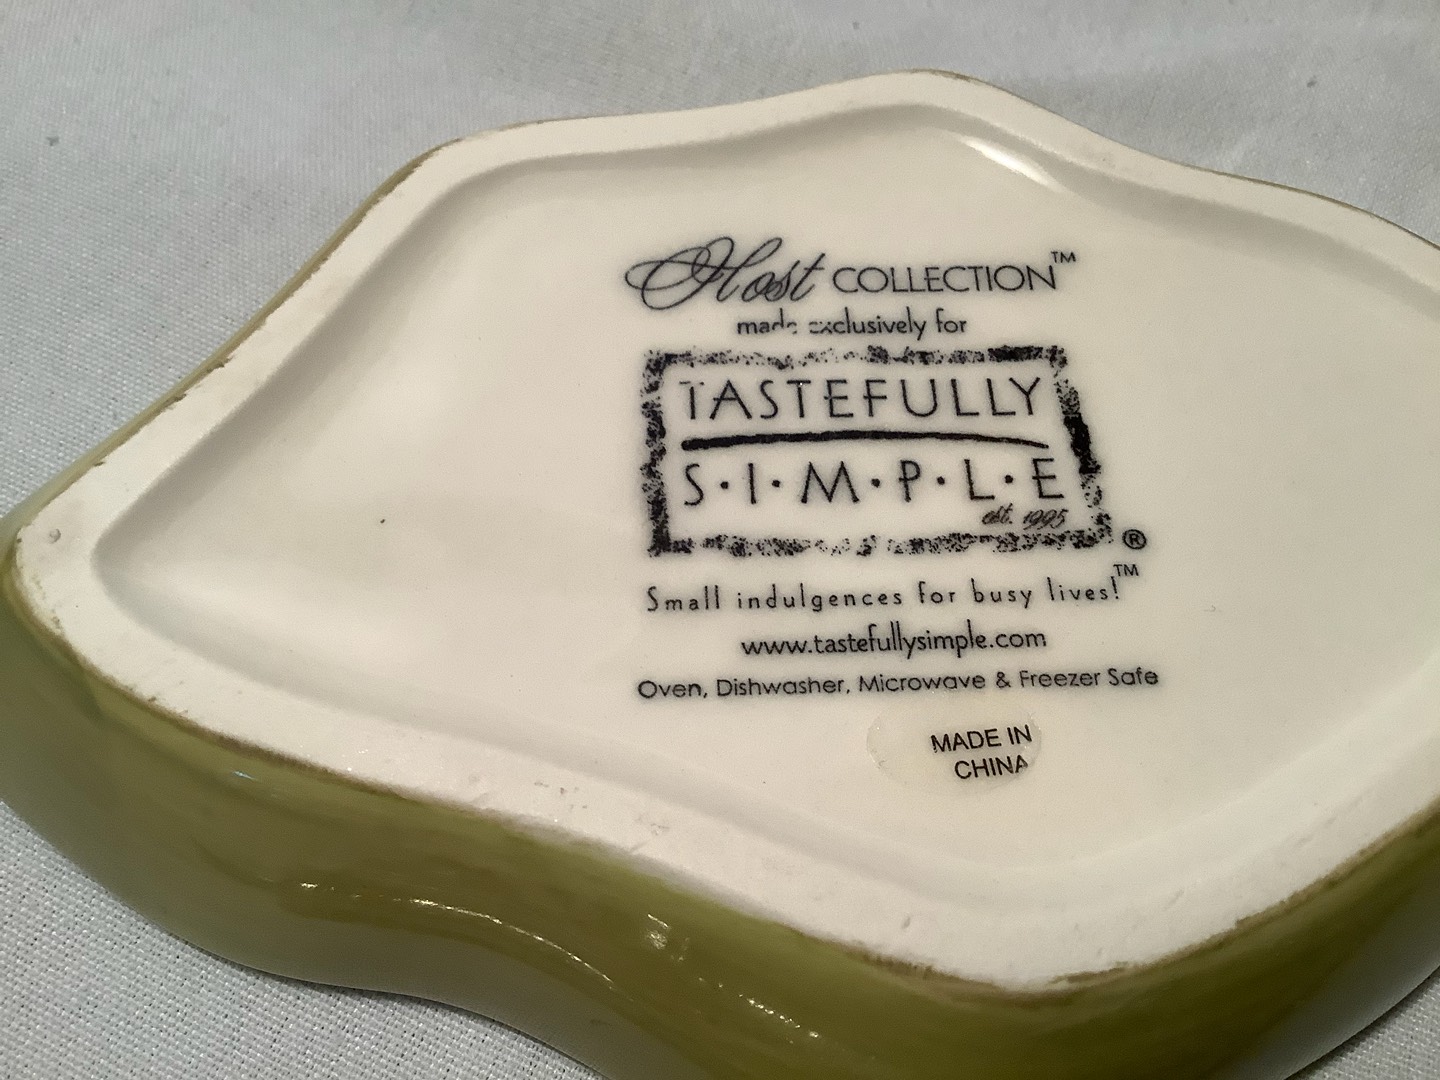 Host COLLECTION™
made exclusively for
TASTEFULLY
S·I·M·P·L·E
est. 1995
®
Small indulgences for busy lives!™
www.tastefullysimple.com
Oven, Dishwasher, Microwave & Freezer Safe
MADE IN
CHINA